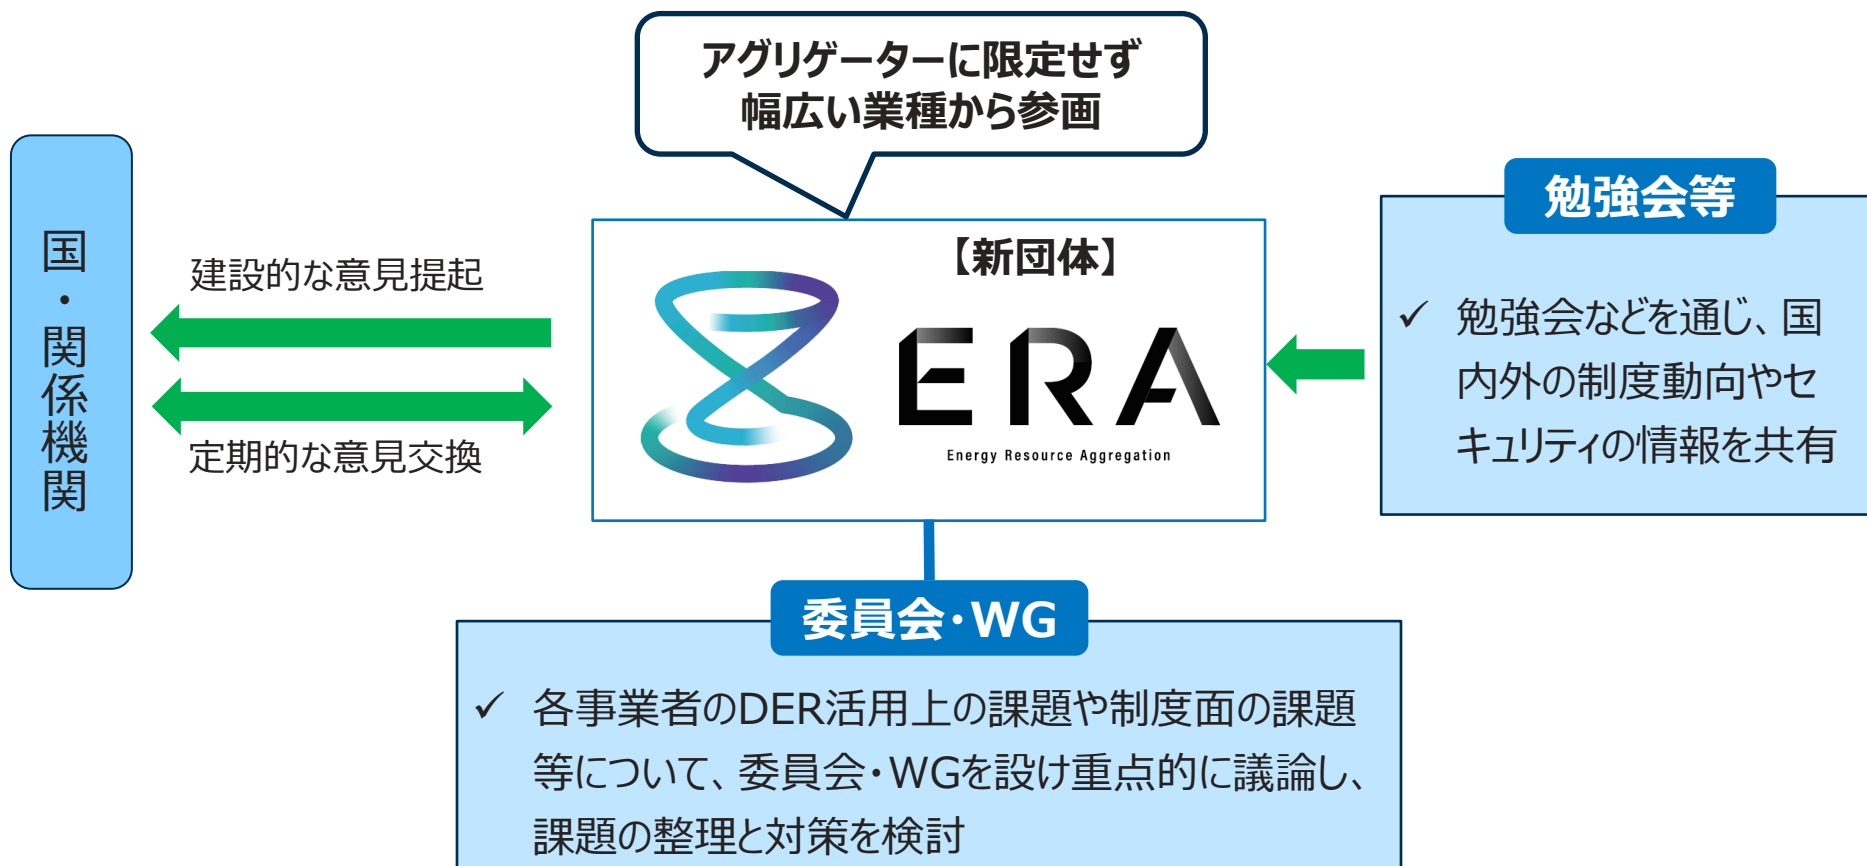 アグリゲーターに限定せず
幅広い業種から参画
国・関係機関
建設的な意見提起
定期的な意見交換
【新団体】
ERA
Energy Resource Aggregation
勉強会等
✓ 勉強会などを通じ、国
内外の制度動向やセ
キュリティの情報を共有
委員会・WG
✓ 各事業者のDER活用上の課題や制度面の課題
等について、委員会・WGを設け重点的に議論し、
課題の整理と対策を検討